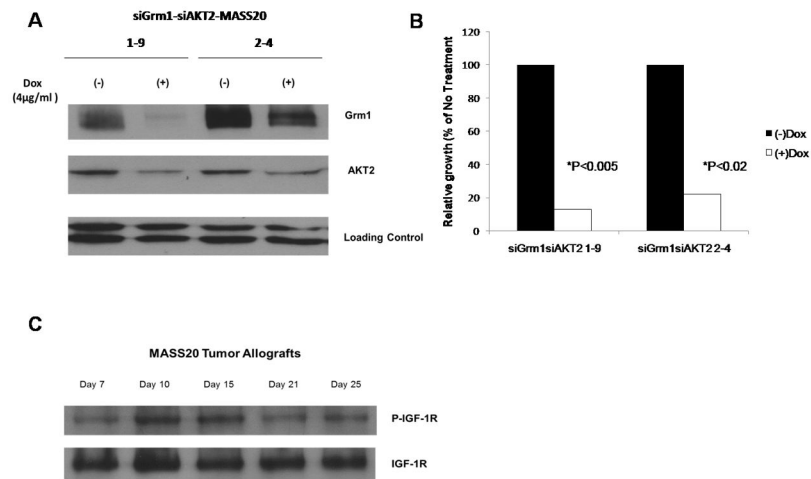 A
siGrm1-siAKT2-MASS20
1-9 2-4
Dox (-) (+) (-) (+)
(4µg/ml )
Grm1
AKT2
Loading Control
B
Relative growth (% of No Treatment
120
100
80
60
40
20
0
*P<0.005
*P<0.02
(-)Dox
(+)Dox
siGrm1siAKT2 1-9 siGrm1siAKT2 2-4
C
MASS20 Tumor Allografts
Day 7 Day 10 Day 15 Day 21 Day 25
P-IGF-1R
IGF-1R